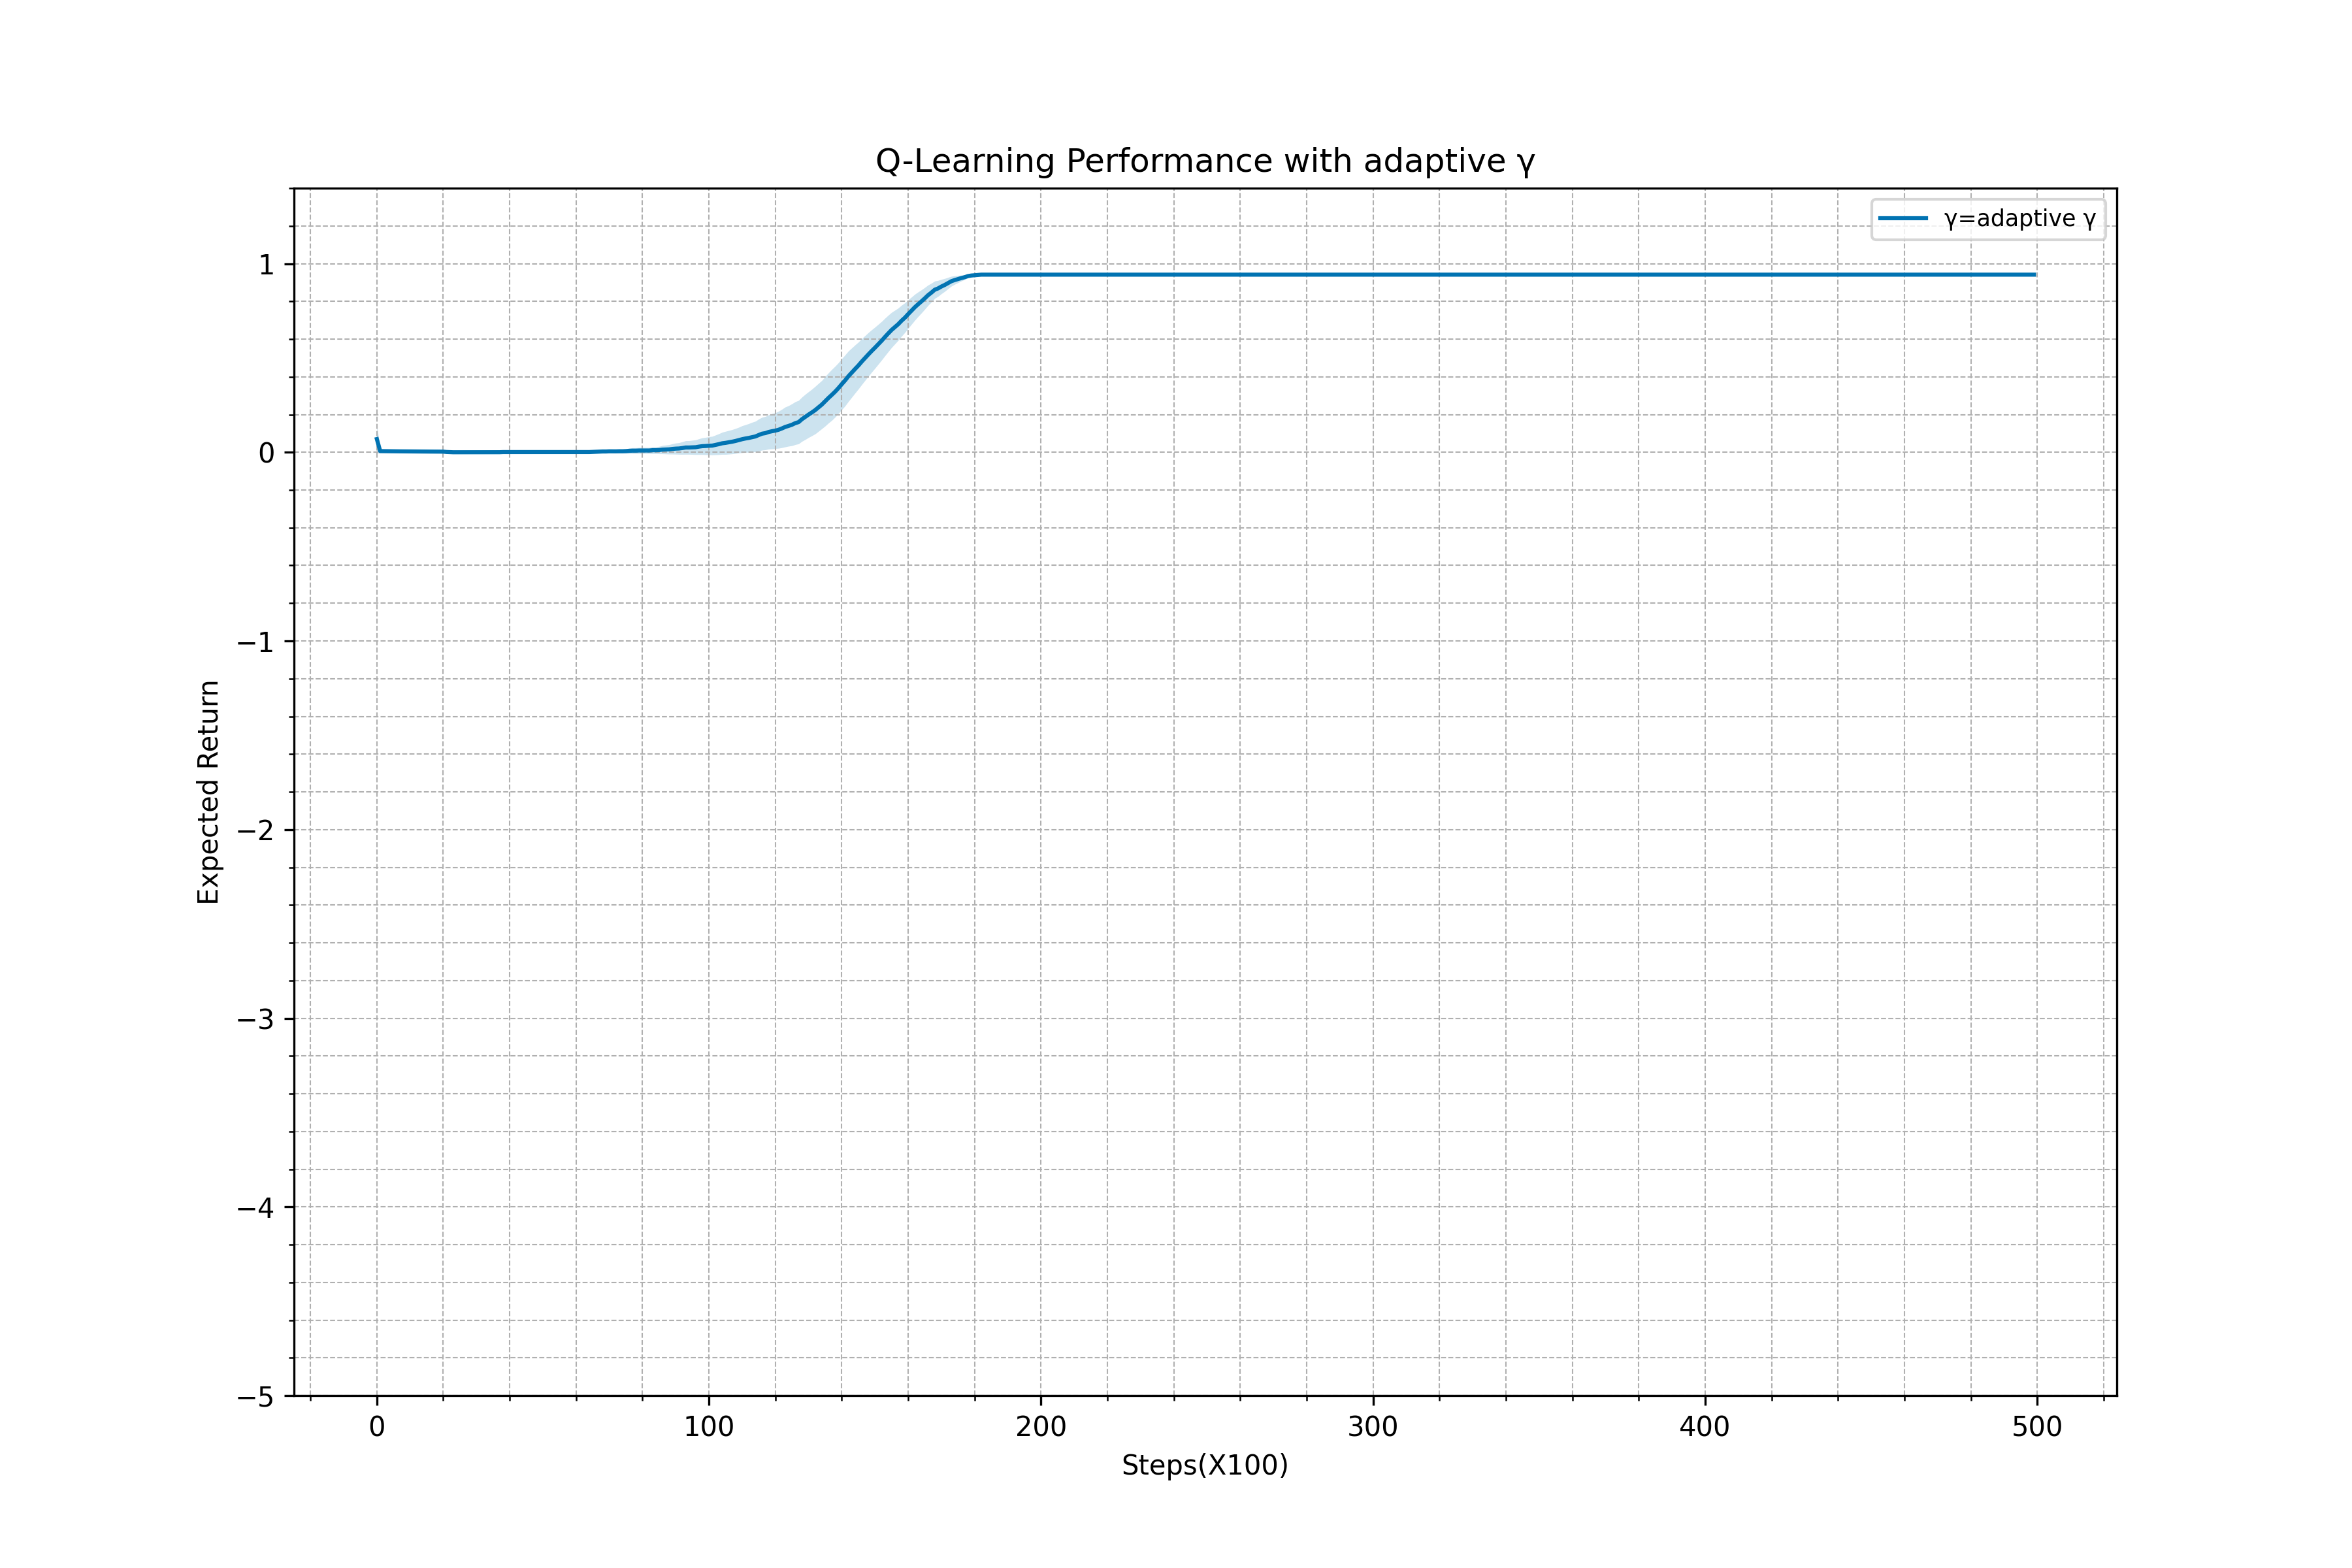 Q-Learning Performance with adaptive γ
γ=adaptive γ
1
0
−1
−2
−3
−4
−5
Expected Return
0 100 200 300 400 500
Steps(X100)